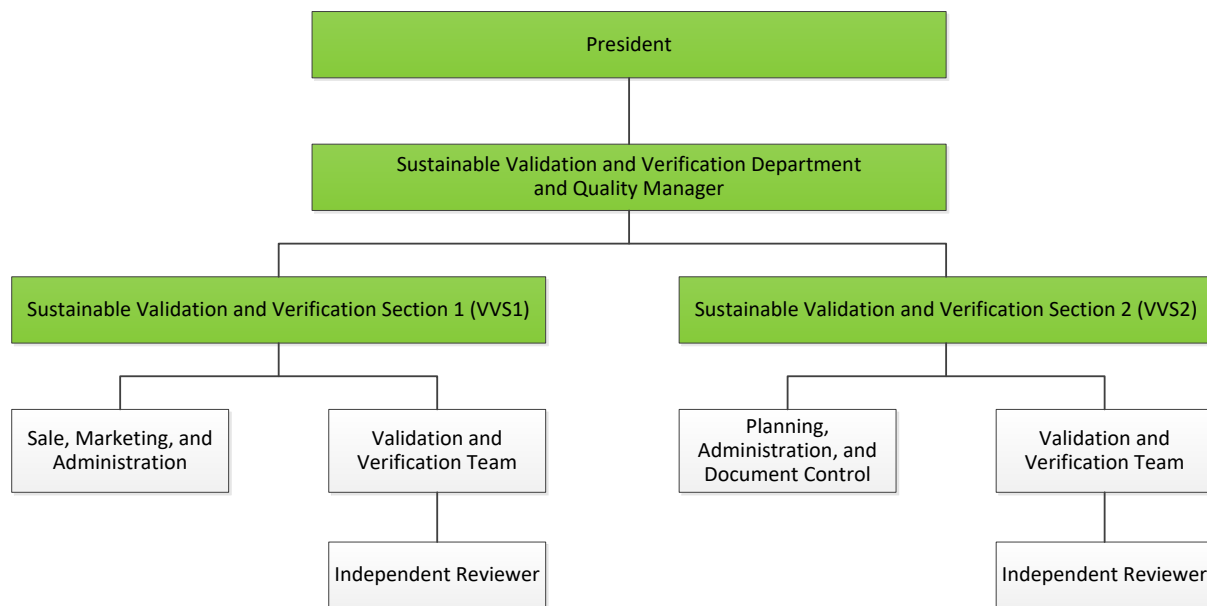 President
Sustainable Validation and Verification Department
and Quality Manager
Sustainable Validation and Verification Section 1 (VVS1)
Sustainable Validation and Verification Section 2 (VVS2)
Sale, Marketing, and
Administration
Validation and
Verification Team
Planning,
Administration, and
Document Control
Validation and
Verification Team
Independent Reviewer
Independent Reviewer